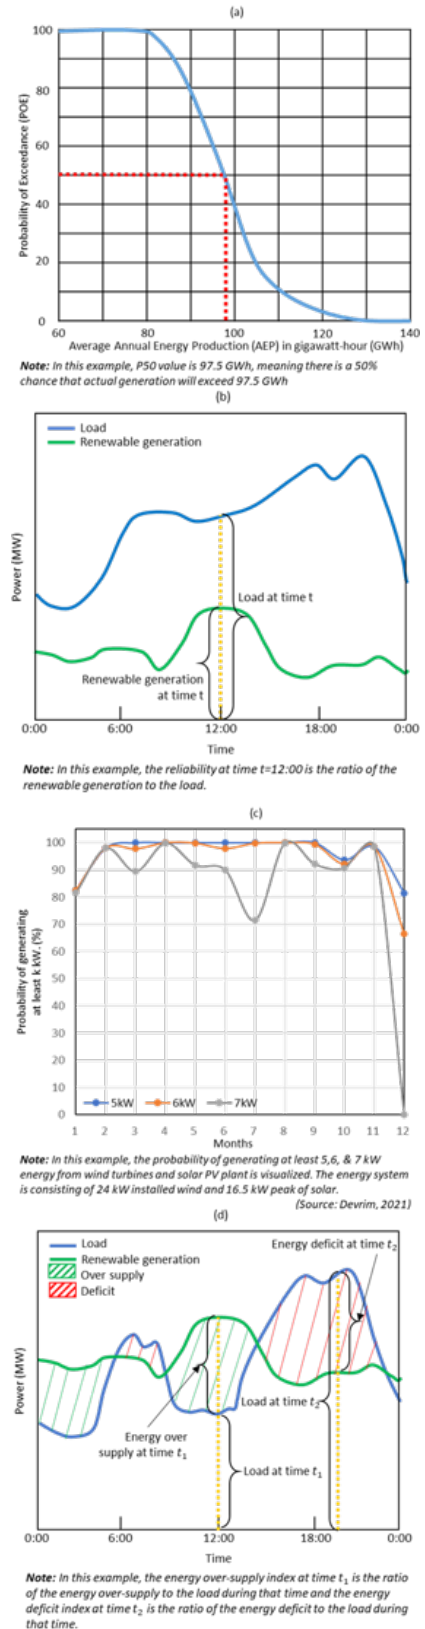 (a)
Probability of Exceedance (POE)
100
80
60
40
20
0
60 80 100 120 140
Average Annual Energy Production (AEP) in gigawatt-hour (GWh)
Note: In this example, P50 value is 97.5 GWh, meaning there is a 50%
chance that actual generation will exceed 97.5 GWh
(b)
Load
Renewable generation
Power (MW)
Load at time t
Renewable generation
at time t
0:00 6:00 12:00 18:00 0:00
Time
Note: In this example, the reliability at time t=12:00 is the ratio of the
renewable generation to the load.
(c)
Probability of generating
at least k kW. (%)
100
90
80
70
60
50
40
30
20
10
0
5kW 6kW 7kW
1 2 3 4 5 6 7 8 9 10 11 12
Months
Note: In this example, the probability of generating at least 5,6, & 7 kW
energy from wind turbines and solar PV plant is visualized. The energy system
is consisting of 24 kW installed wind and 16.5 kW peak of solar.
(Source: Devrim, 2021)
(d)
Load
Renewable generation
Over supply
Deficit
Energy deficit at time t₂
Power (MW)
Load at time t₂
Energy over
supply at time t₁
Load at time t₁
0:00 6:00 12:00 18:00 0:00
Time
Note: In this example, the energy over-supply index at time t₁ is the ratio
of the energy over-supply to the load during that time and the energy
deficit index at time t₂ is the ratio of the energy deficit to the load during
that time.